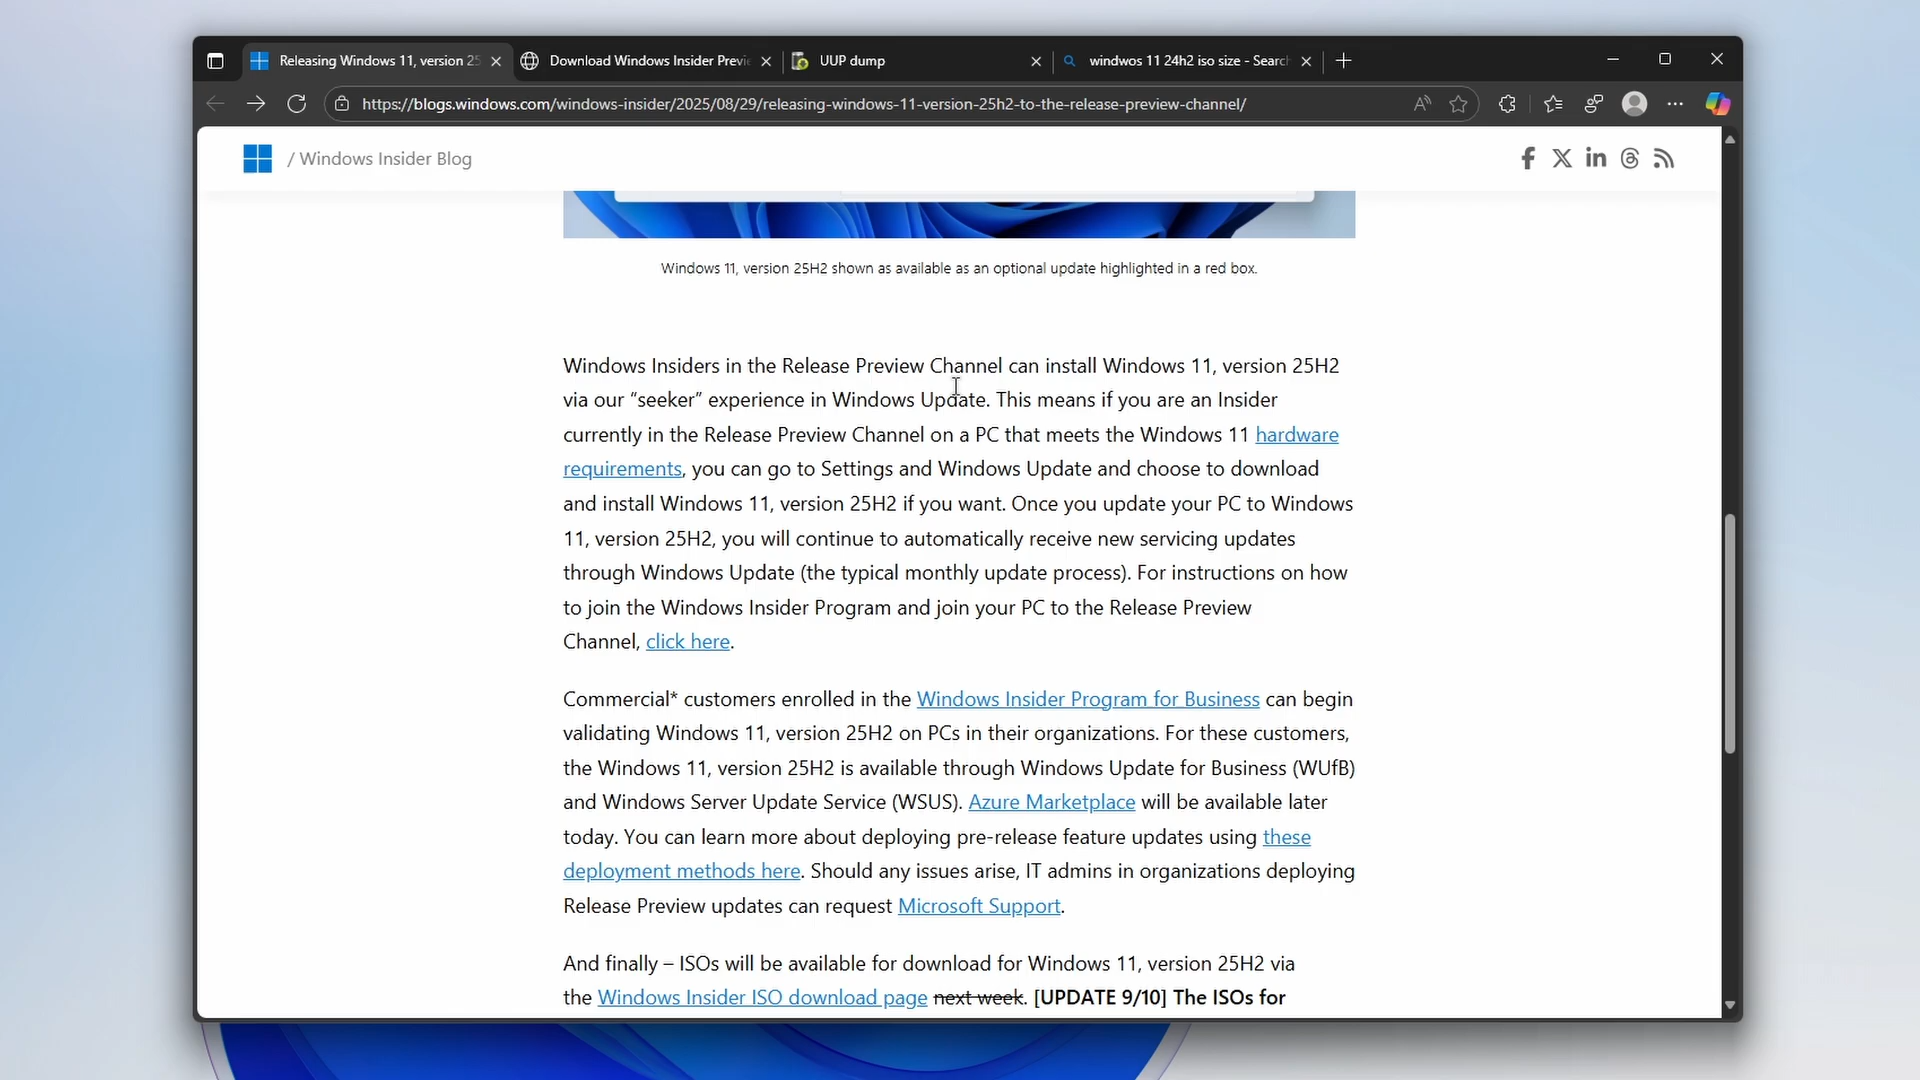 Releasing Windows 11, version 25
Download Windows Insider Previe
UUP dump
windwos 11 24h2 iso size - Search
https://blogs.windows.com/windows-insider/2025/08/29/releasing-windows-11-version-25h2-to-the-release-preview-channel/
/ Windows Insider Blog
Windows 11, version 25H2 shown as available as an optional update highlighted in a red box.
Windows Insiders in the Release Preview Channel can install Windows 11, version 25H2
via our “seeker” experience in Windows Update. This means if you are an Insider
currently in the Release Preview Channel on a PC that meets the Windows 11 hardware
requirements, you can go to Settings and Windows Update and choose to download
and install Windows 11, version 25H2 if you want. Once you update your PC to Windows
11, version 25H2, you will continue to automatically receive new servicing updates
through Windows Update (the typical monthly update process). For instructions on how
to join the Windows Insider Program and join your PC to the Release Preview
Channel, click here.
Commercial* customers enrolled in the Windows Insider Program for Business can begin
validating Windows 11, version 25H2 on PCs in their organizations. For these customers,
the Windows 11, version 25H2 is available through Windows Update for Business (WUfB)
and Windows Server Update Service (WSUS). Azure Marketplace will be available later
today. You can learn more about deploying pre-release feature updates using these
deployment methods here. Should any issues arise, IT admins in organizations deploying
Release Preview updates can request Microsoft Support.
And finally – ISOs will be available for download for Windows 11, version 25H2 via
the Windows Insider ISO download page next week. [UPDATE 9/10] The ISOs for